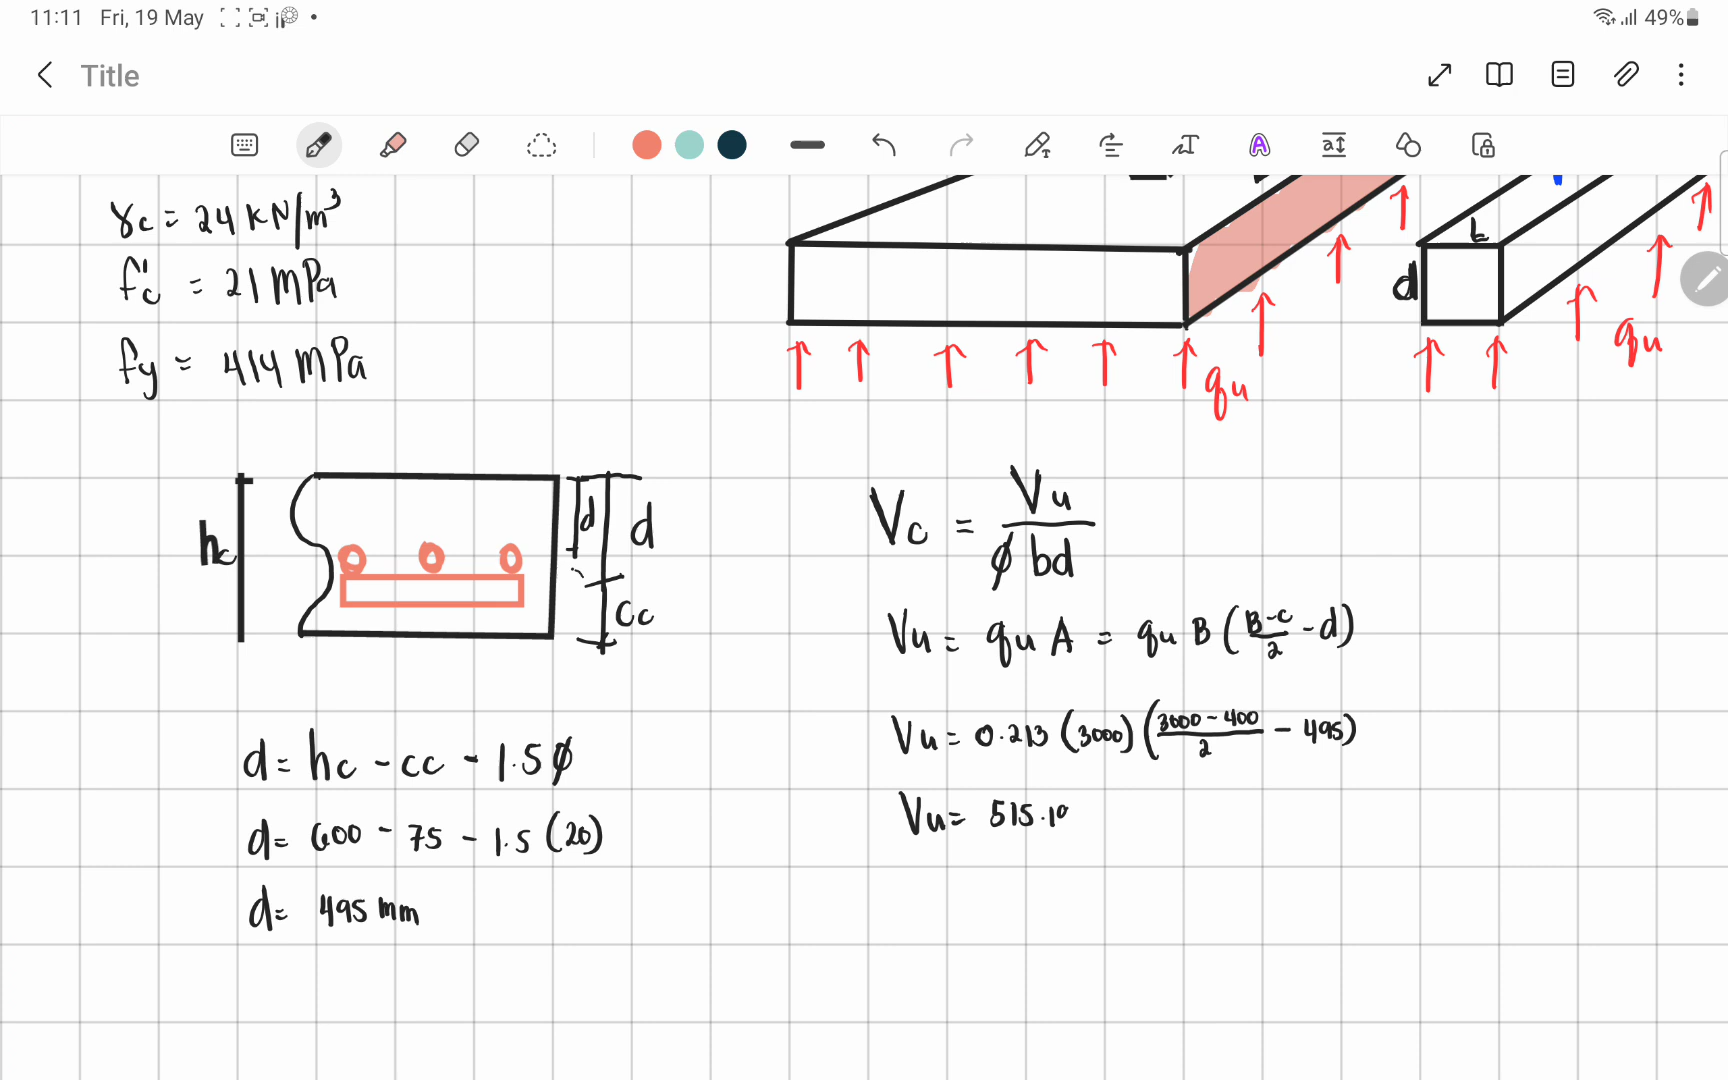 11:11 Fri, 19 May
49%
Title
γc = 24 kN/m³
f'c = 21 mPa
fy = 414 mPa
t
d
qu
qu
hc
d
d
cc
d = hc - cc - 1.5φ
d = 600 - 75 - 1.5 (20)
d = 495 mm
Vc = Vu / φ bd
Vu = qu A = qu B ( B-c / 2 - d)
Vu = 0.213 (3000) ( 3000 - 400 / 2 - 495)
Vu = 515.10